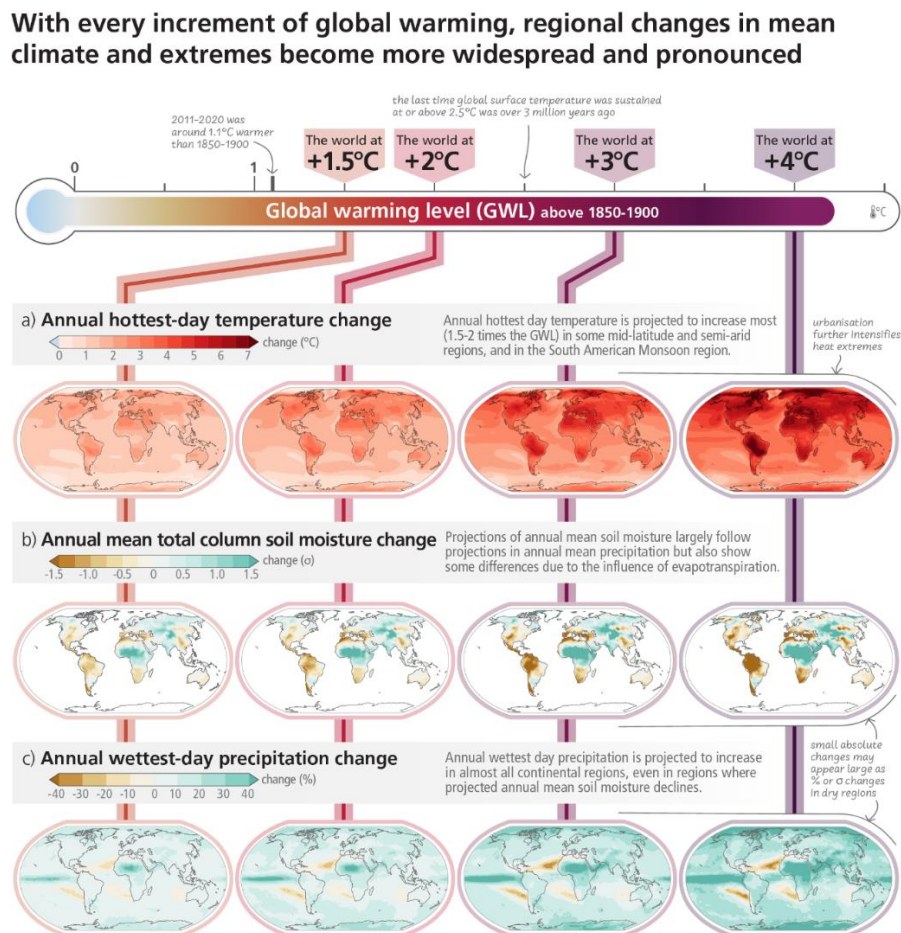 With every increment of global warming, regional changes in mean
climate and extremes become more widespread and pronounced
the last time global surface temperature was sustained
at or above 2.5°C was over 3 million years ago
2011-2020 was
around 1.1°C warmer
than 1850-1900
The world at
+1.5°C
The world at
+2°C
The world at
+3°C
The world at
+4°C
0
1
Global warming level (GWL) above 1850-1900
°C
a) Annual hottest-day temperature change
change (°C)
0 1 2 3 4 5 6 7
Annual hottest day temperature is projected to increase most
(1.5-2 times the GWL) in some mid-latitude and semi-arid
regions, and in the South American Monsoon region.
urbanisation
further intensifies
heat extremes
b) Annual mean total column soil moisture change
change (σ)
-1.5 -1.0 -0.5 0 0.5 1.0 1.5
Projections of annual mean soil moisture largely follow
projections in annual mean precipitation but also show
some differences due to the influence of evapotranspiration.
c) Annual wettest-day precipitation change
change (%)
-40 -30 -20 -10 0 10 20 30 40
Annual wettest day precipitation is projected to increase
in almost all continental regions, even in regions where
projected annual mean soil moisture declines.
small absolute
changes may
appear large as
% or σ changes
in dry regions